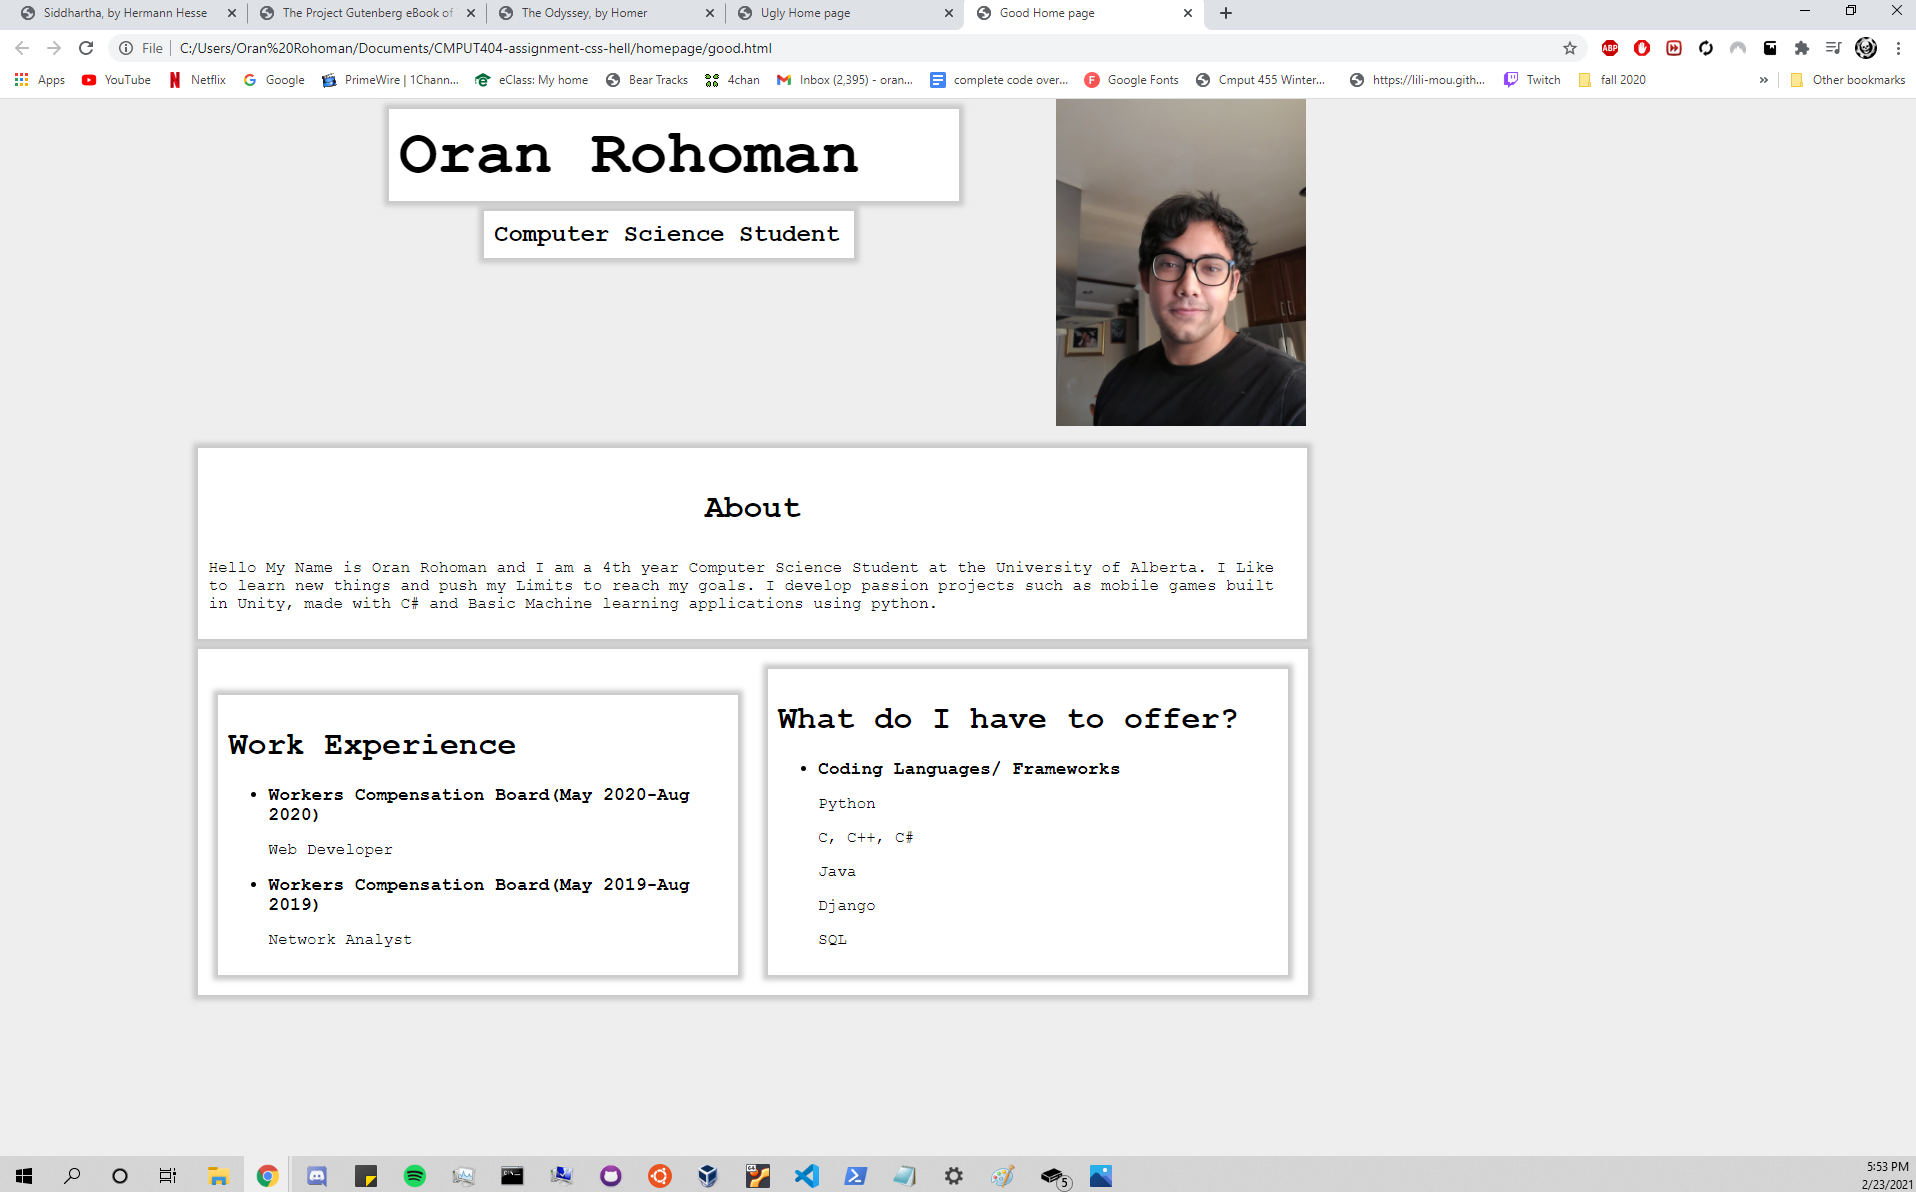 Siddhartha, by Hermann Hesse
The Project Gutenberg eBook of
The Odyssey, by Homer
Ugly Home page
Good Home page
File
C:/Users/Oran%20Rohoman/Documents/CMPUT404-assignment-css-hell/homepage/good.html
ABP
Apps
YouTube
Netflix
Google
PrimeWire | 1Chann...
eClass: My home
Bear Tracks
4chan
Inbox (2,395) - oran...
complete code over...
Google Fonts
Cmput 455 Winter...
https://lili-mou.gith...
Twitch
fall 2020
»
Other bookmarks
Oran Rohoman
Computer Science Student
About
Hello My Name is Oran Rohoman and I am a 4th year Computer Science Student at the University of Alberta. I Like
to learn new things and push my Limits to reach my goals. I develop passion projects such as mobile games built
in Unity, made with C# and Basic Machine learning applications using python.
Work Experience
• Workers Compensation Board(May 2020-Aug
2020)
Web Developer
• Workers Compensation Board(May 2019-Aug
2019)
Network Analyst
What do I have to offer?
• Coding Languages/ Frameworks
Python
C, C++, C#
Java
Django
SQL
5
5:53 PM
2/23/2021